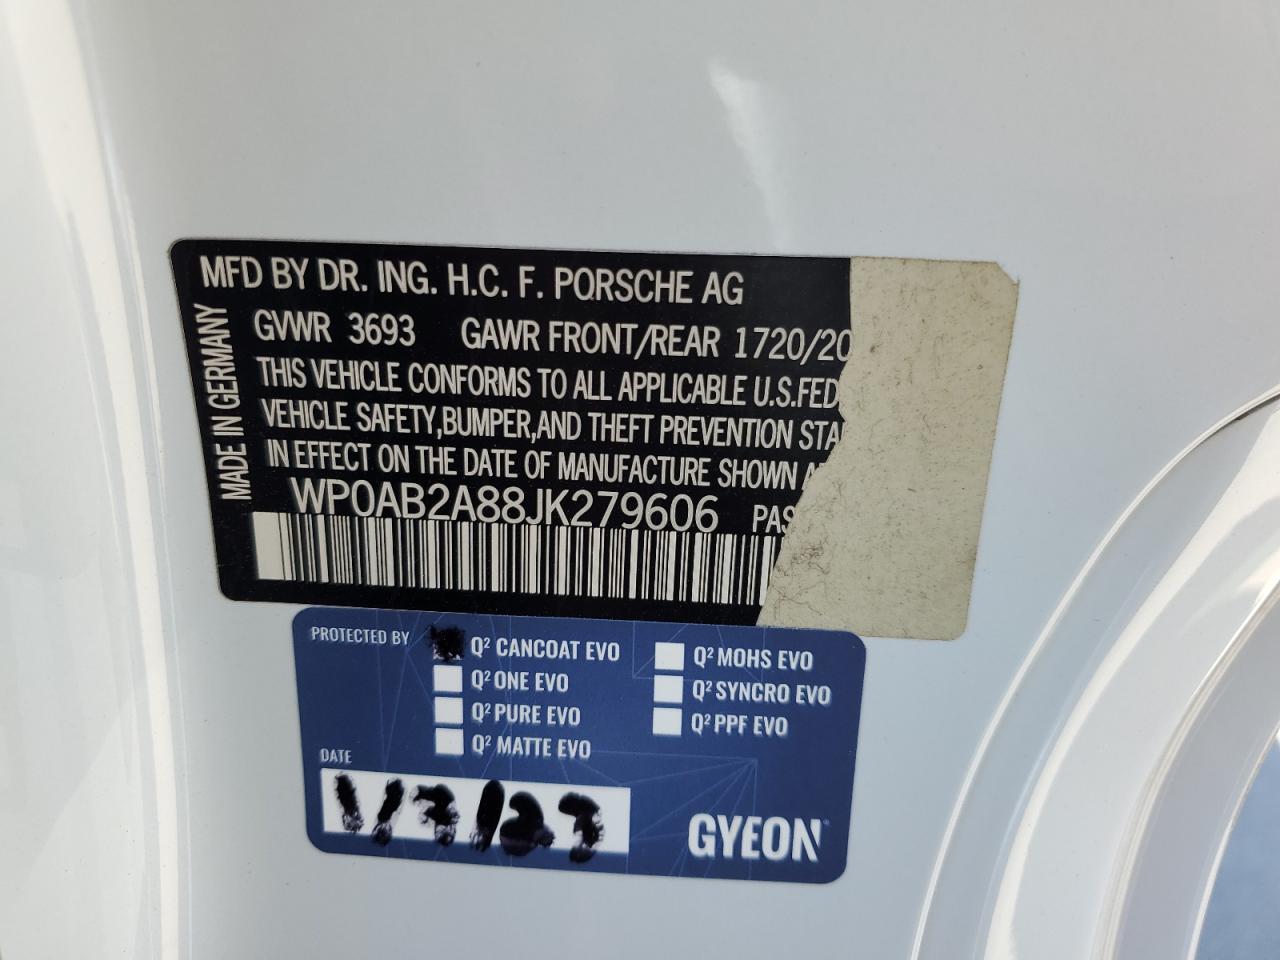 MFD BY DR. ING. H.C. F. PORSCHE AG
MADE IN GERMANY
GVWR 3693 GAWR FRONT/REAR 1720/20
THIS VEHICLE CONFORMS TO ALL APPLICABLE U.S.FED
VEHICLE SAFETY,BUMPER,AND THEFT PREVENTION STA
IN EFFECT ON THE DATE OF MANUFACTURE SHOWN A
WP0AB2A88JK279606 PAS
PROTECTED BY
Q² CANCOAT EVO
Q² ONE EVO
Q² PURE EVO
Q² MATTE EVO
Q² MOHS EVO
Q² SYNCRO EVO
Q² PPF EVO
DATE
1/3/23
GYEON